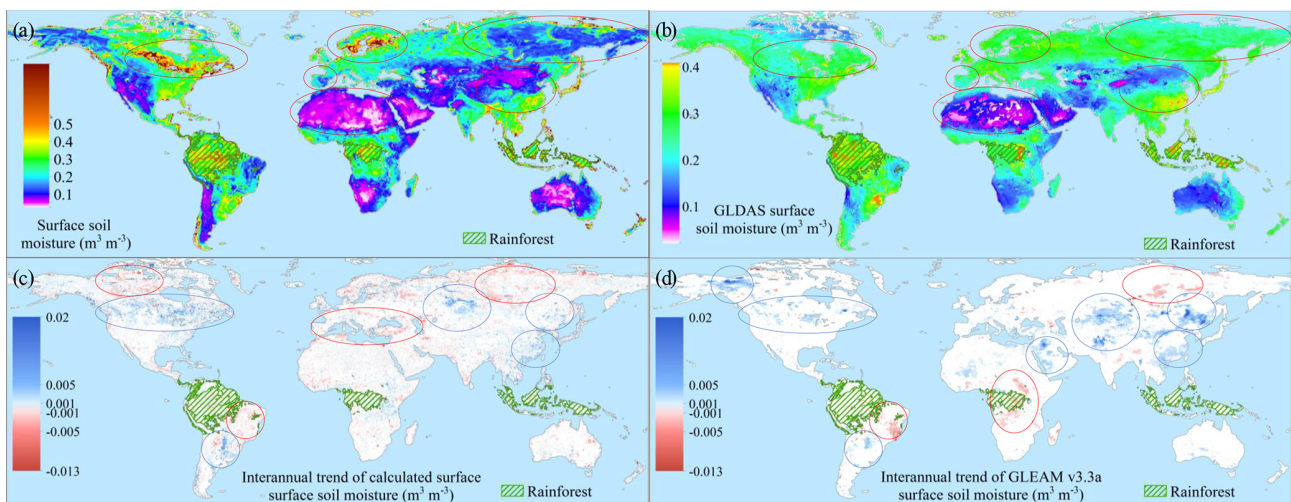 (a)
0.5
0.4
0.3
0.2
0.1
Surface soil
moisture (m³ m⁻³)
Rainforest
(b)
0.4
0.3
0.2
0.1
GLDAS surface
soil moisture (m³ m⁻³)
Rainforest
(c)
0.02
0.005
0.001
-0.001
-0.005
-0.013
Interannual trend of calculated surface
surface soil moisture (m³ m⁻³)
Rainforest
(d)
0.02
0.005
0.001
-0.001
-0.005
-0.013
Interannual trend of GLEAM v3.3a
surface soil moisture (m³ m⁻³)
Rainforest